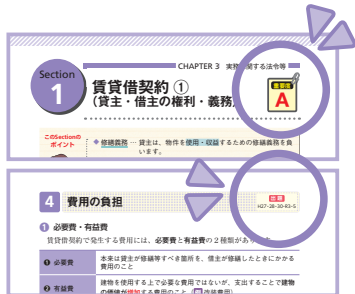 CHAPTER 3 実務に関する法令等
Section
1
賃貸借契約 ①
(貸主・借主の権利・義務)
重要度
A
このSectionの
ポイント
◆ 修繕義務 … 貸主は、物件を使用・収益するための修繕義務を負
います。
4 費用の負担
出題
H27-28-30-R3-5
❶ 必要費・有益費
賃貸借契約で発生する費用には、必要費と有益費の2種類があ
❶ 必要費
本来は貸主が修繕等すべき箇所を、借主が修繕したときにかかる
費用のこと
❷ 有益費
建物を使用する上で必要な費用ではないが、支出することで建物
の価値が増加する費用のこと